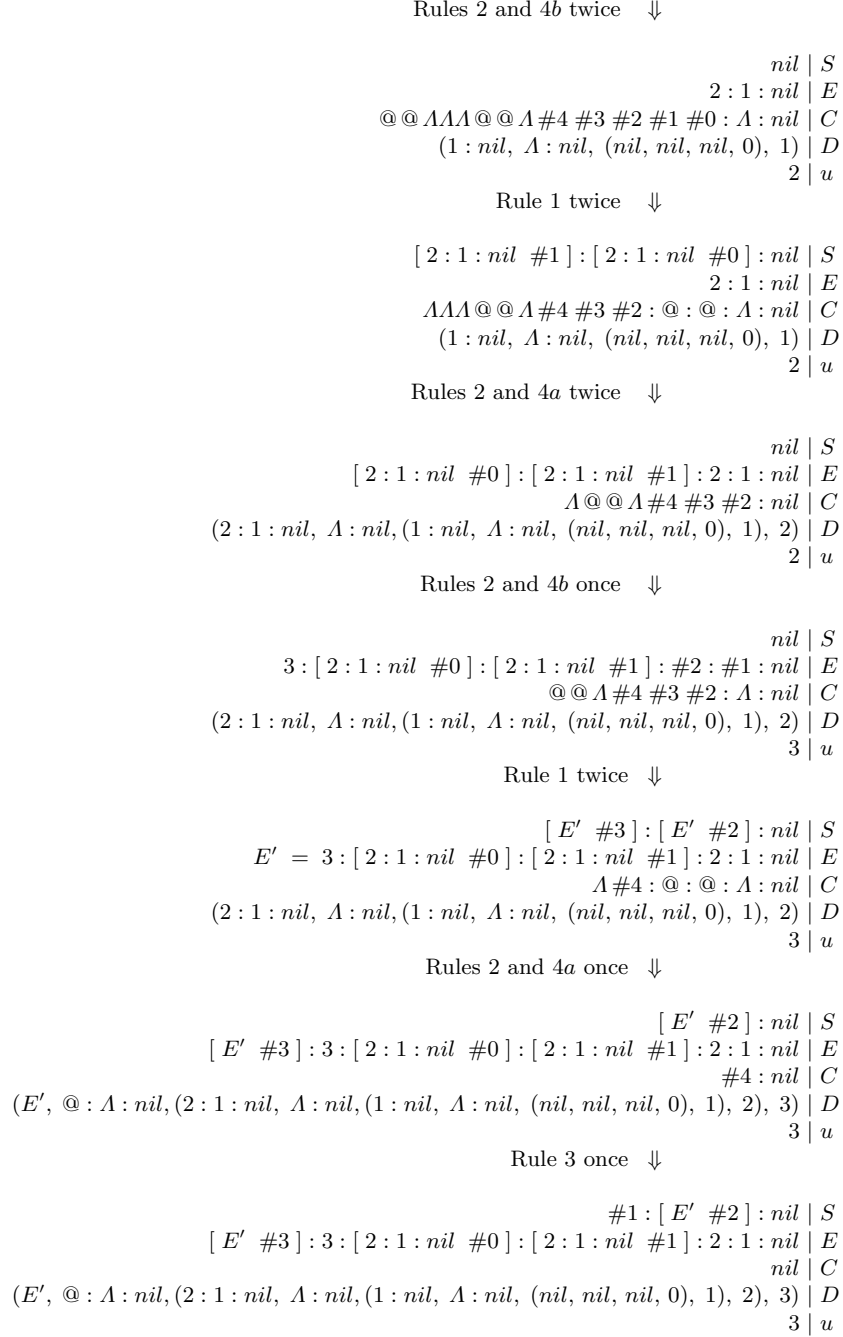 Rules 2 and 4b twice ⇓
nil | S
2 : 1 : nil | E
@ @ ΛΛΛ @ @ Λ #4 #3 #2 #1 #0 : Λ : nil | C
(1 : nil, Λ : nil, (nil, nil, nil, 0), 1) | D
2 | u
Rule 1 twice ⇓
[ 2 : 1 : nil #1 ] : [ 2 : 1 : nil #0 ] : nil | S
2 : 1 : nil | E
ΛΛΛ @ @ Λ #4 #3 #2 : @ : @ : Λ : nil | C
(1 : nil, Λ : nil, (nil, nil, nil, 0), 1) | D
2 | u
Rules 2 and 4a twice ⇓
nil | S
[ 2 : 1 : nil #0 ] : [ 2 : 1 : nil #1 ] : 2 : 1 : nil | E
Λ @ @ Λ #4 #3 #2 : nil | C
(2 : 1 : nil, Λ : nil, (1 : nil, Λ : nil, (nil, nil, nil, 0), 1), 2) | D
2 | u
Rules 2 and 4b once ⇓
nil | S
3 : [ 2 : 1 : nil #0 ] : [ 2 : 1 : nil #1 ] : #2 : #1 : nil | E
@ @ Λ #4 #3 #2 : Λ : nil | C
(2 : 1 : nil, Λ : nil, (1 : nil, Λ : nil, (nil, nil, nil, 0), 1), 2) | D
3 | u
Rule 1 twice ⇓
[ E′ #3 ] : [ E′ #2 ] : nil | S
E′ = 3 : [ 2 : 1 : nil #0 ] : [ 2 : 1 : nil #1 ] : 2 : 1 : nil | E
Λ #4 : @ : @ : Λ : nil | C
(2 : 1 : nil, Λ : nil, (1 : nil, Λ : nil, (nil, nil, nil, 0), 1), 2) | D
3 | u
Rules 2 and 4a once ⇓
[ E′ #2 ] : nil | S
[ E′ #3 ] : 3 : [ 2 : 1 : nil #0 ] : [ 2 : 1 : nil #1 ] : 2 : 1 : nil | E
#4 : nil | C
(E′, @ : Λ : nil, (2 : 1 : nil, Λ : nil, (1 : nil, Λ : nil, (nil, nil, nil, 0), 1), 2), 3) | D
3 | u
Rule 3 once ⇓
#1 : [ E′ #2 ] : nil | S
[ E′ #3 ] : 3 : [ 2 : 1 : nil #0 ] : [ 2 : 1 : nil #1 ] : 2 : 1 : nil | E
nil | C
(E′, @ : Λ : nil, (2 : 1 : nil, Λ : nil, (1 : nil, Λ : nil, (nil, nil, nil, 0), 1), 2), 3) | D
3 | u